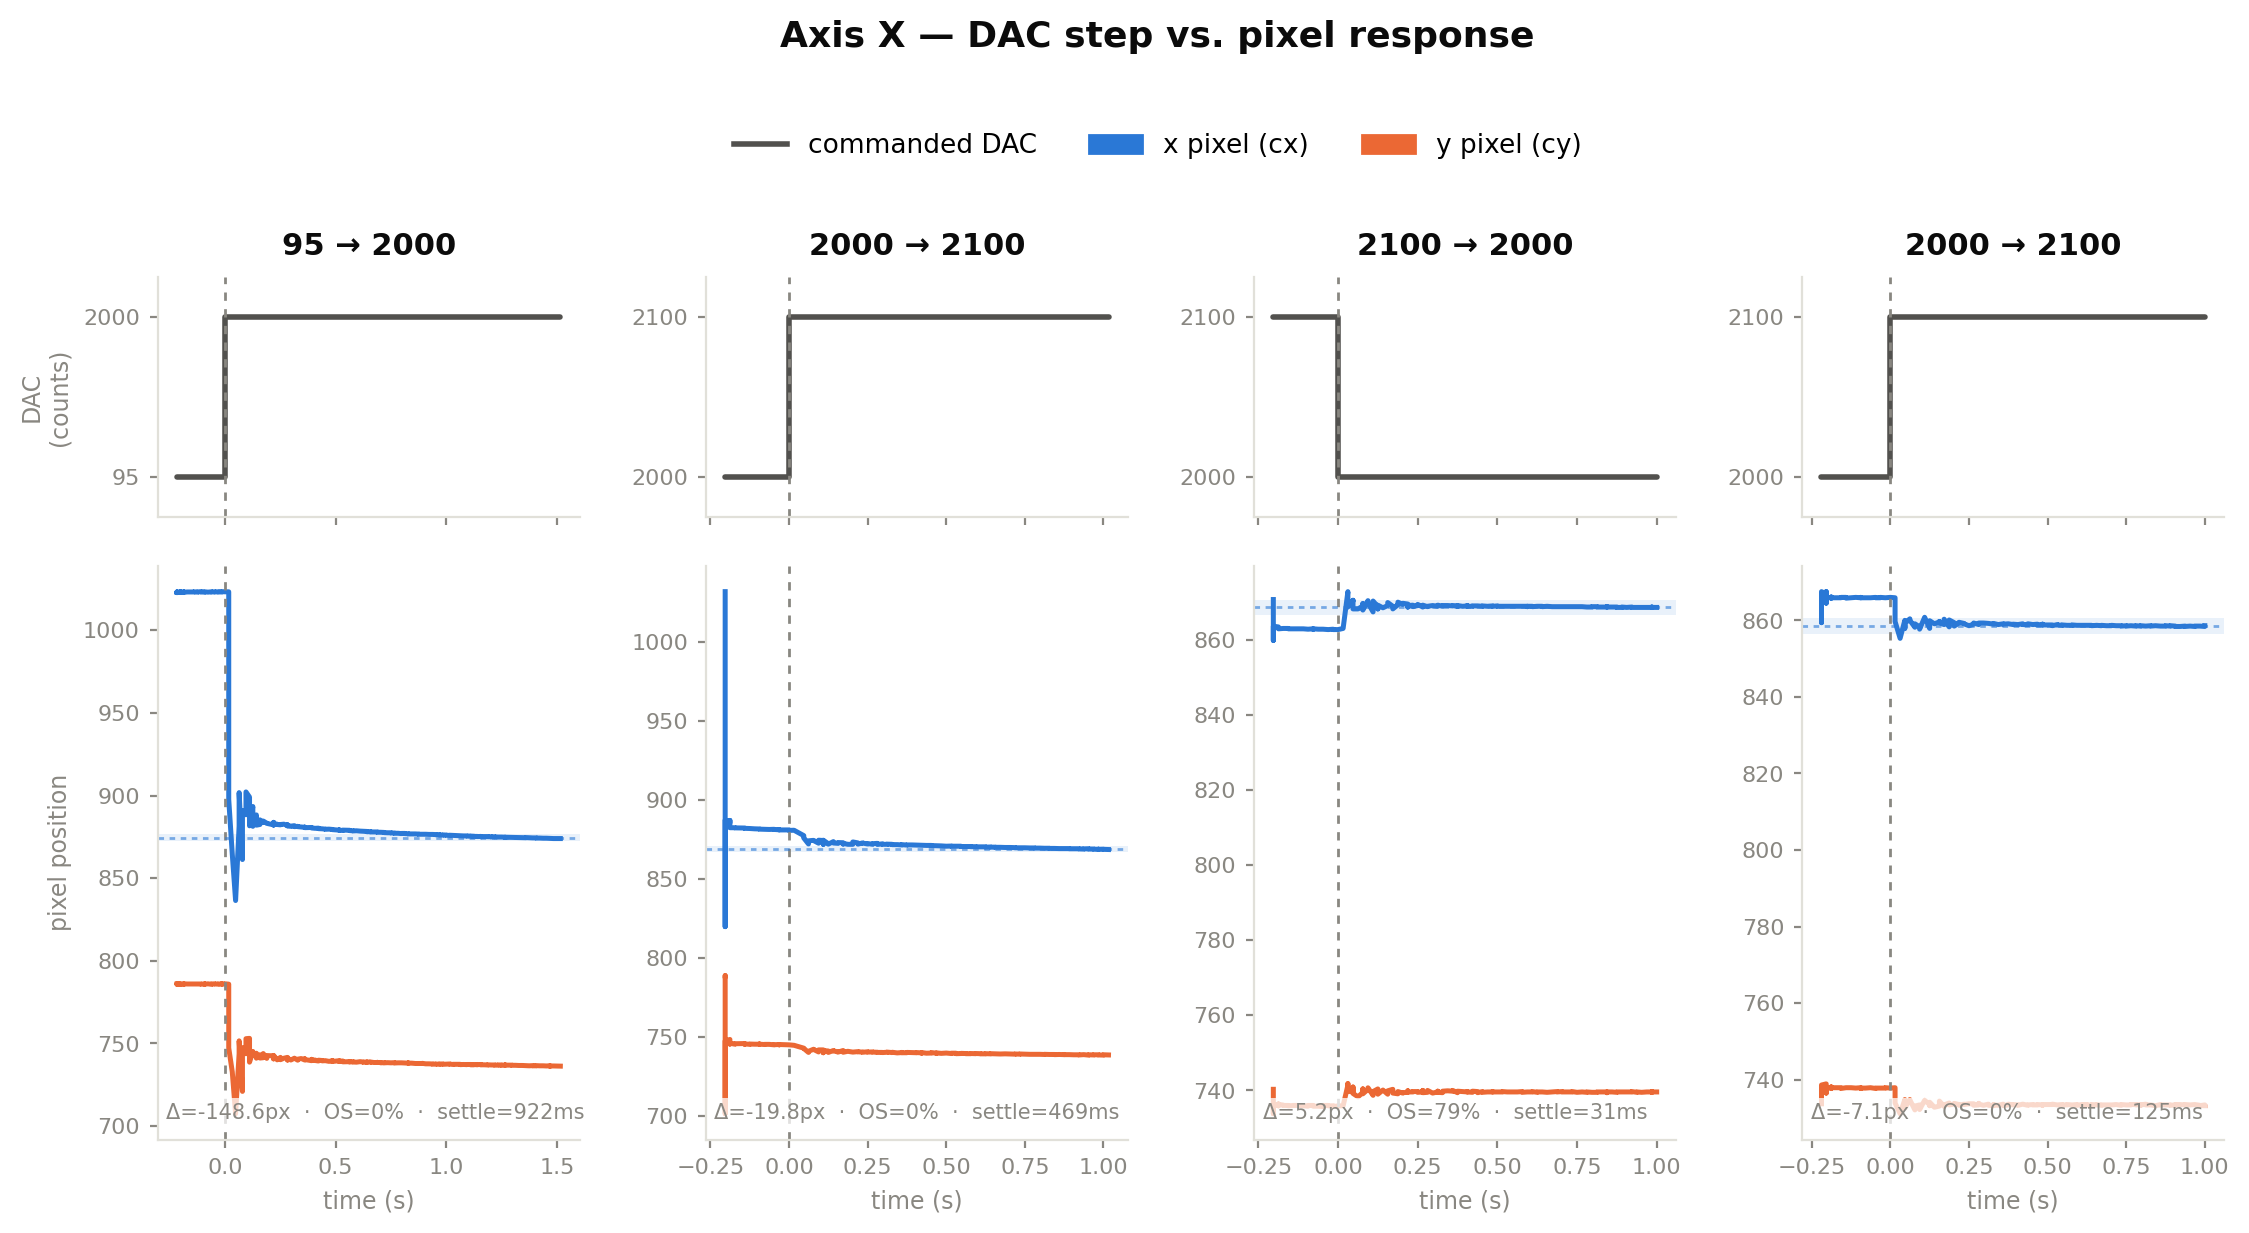 Axis X — DAC step vs. pixel response
commanded DAC x pixel (cx) y pixel (cy)
95 → 2000 2000 → 2100 2100 → 2000 2000 → 2100
DAC
(counts)
2000 2100 2100 2100
95 2000 2000 2000
pixel position
1000
950
900
850
800
750
700
1000
950
900
850
800
750
700
860
840
820
800
780
760
740
860
840
820
800
780
760
740
Δ=-148.6px · OS=0% · settle=922ms
Δ=-19.8px · OS=0% · settle=469ms
Δ=5.2px · OS=79% · settle=31ms
Δ=-7.1px · OS=0% · settle=125ms
0.0 0.5 1.0 1.5
−0.25 0.00 0.25 0.50 0.75 1.00
−0.25 0.00 0.25 0.50 0.75 1.00
−0.25 0.00 0.25 0.50 0.75 1.00
time (s) time (s) time (s) time (s)